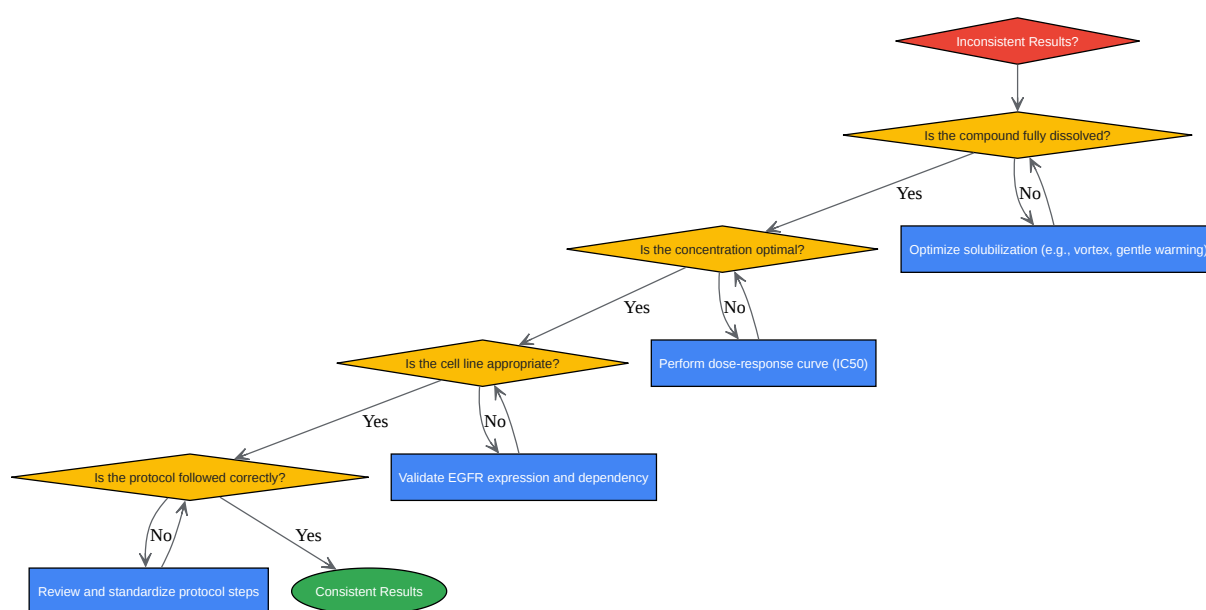 Inconsistent Results?
Is the compound fully dissolved?
Yes
No
Optimize solubilization (e.g., vortex, gentle warming)
Is the concentration optimal?
Yes
No
Perform dose-response curve (IC50)
Is the cell line appropriate?
Yes
No
Validate EGFR expression and dependency
Is the protocol followed correctly?
No
Yes
Review and standardize protocol steps
Consistent Results